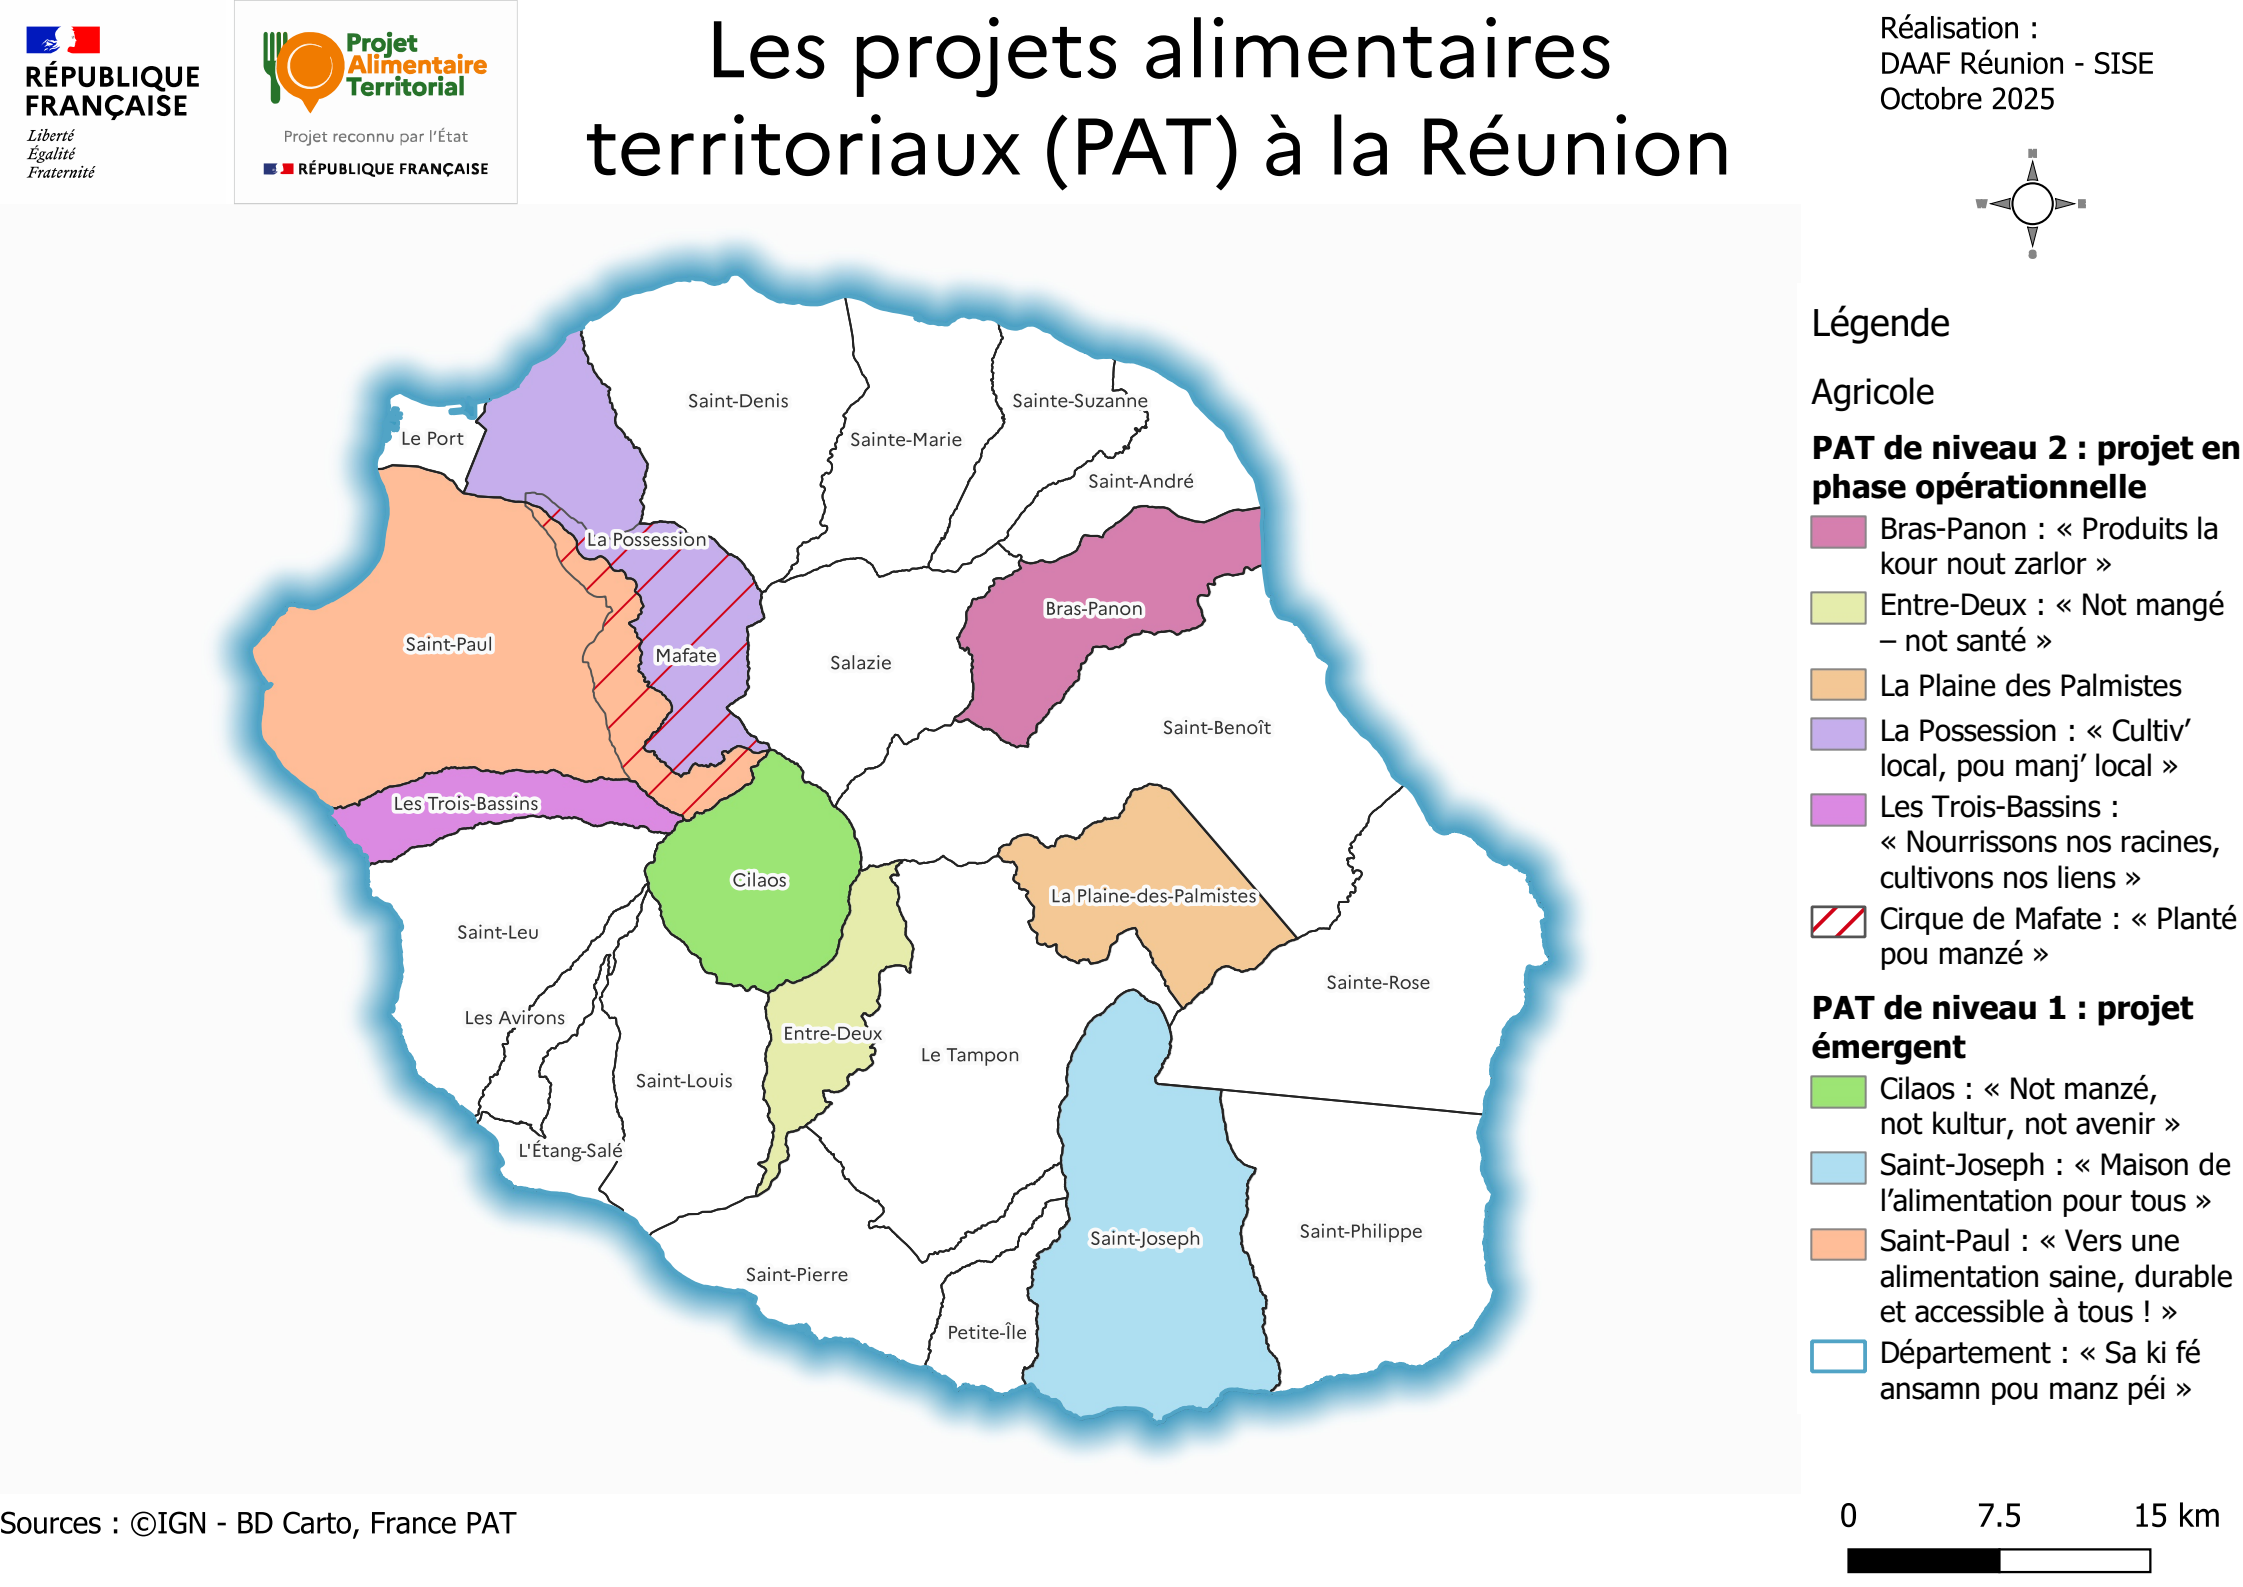 RÉPUBLIQUE
FRANÇAISE
Liberté
Égalité
Fraternité
Projet
Alimentaire
Territorial
Projet reconnu par l'État
RÉPUBLIQUE FRANÇAISE
Les projets alimentaires
territoriaux (PAT) à la Réunion
Réalisation :
DAAF Réunion - SISE
Octobre 2025
Saint-Denis
Sainte-Suzanne
Le Port
Sainte-Marie
Saint-André
La Possession
Bras-Panon
Saint-Paul
Mafate
Salazie
Saint-Benoît
Les Trois-Bassins
Cilaos
La Plaine-des-Palmistes
Saint-Leu
Sainte-Rose
Les Avirons
Entre-Deux
Le Tampon
Saint-Louis
L'Étang-Salé
Saint-Joseph
Saint-Philippe
Saint-Pierre
Petite-Île
Légende
Agricole
PAT de niveau 2 : projet en
phase opérationnelle
Bras-Panon : « Produits la
kour nout zarlor »
Entre-Deux : « Not mangé
– not santé »
La Plaine des Palmistes
La Possession : « Cultiv’
local, pou manj’ local »
Les Trois-Bassins :
« Nourrissons nos racines,
cultivons nos liens »
Cirque de Mafate : « Planté
pou manzé »
PAT de niveau 1 : projet
émergent
Cilaos : « Not manzé,
not kultur, not avenir »
Saint-Joseph : « Maison de
l’alimentation pour tous »
Saint-Paul : « Vers une
alimentation saine, durable
et accessible à tous ! »
Département : « Sa ki fé
ansamn pou manz péi »
0 7.5 15 km
Sources : ©IGN - BD Carto, France PAT